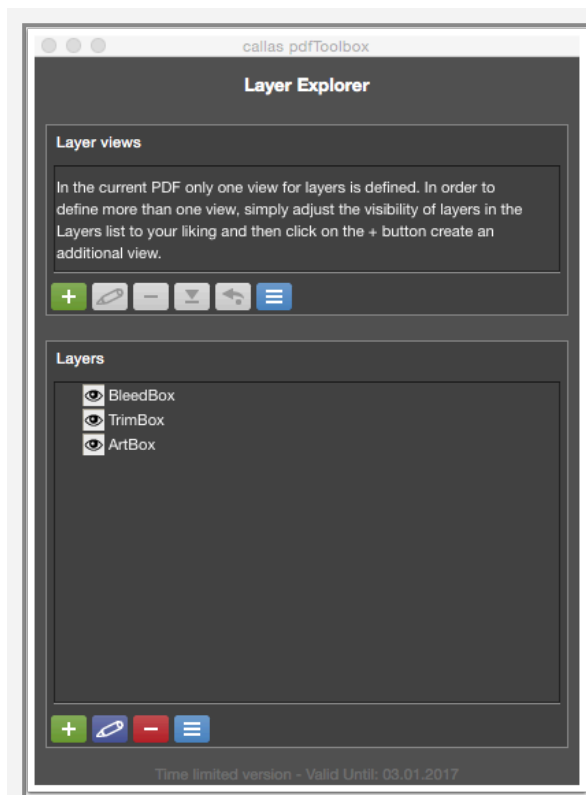 callas pdfToolbox
Layer Explorer
Layer views
In the current PDF only one view for layers is defined. In order to
define more than one view, simply adjust the visibility of layers in the
Layers list to your liking and then click on the + button create an
additional view.
Layers
BleedBox
TrimBox
ArtBox
Time limited version - Valid Until: 03.01.2017